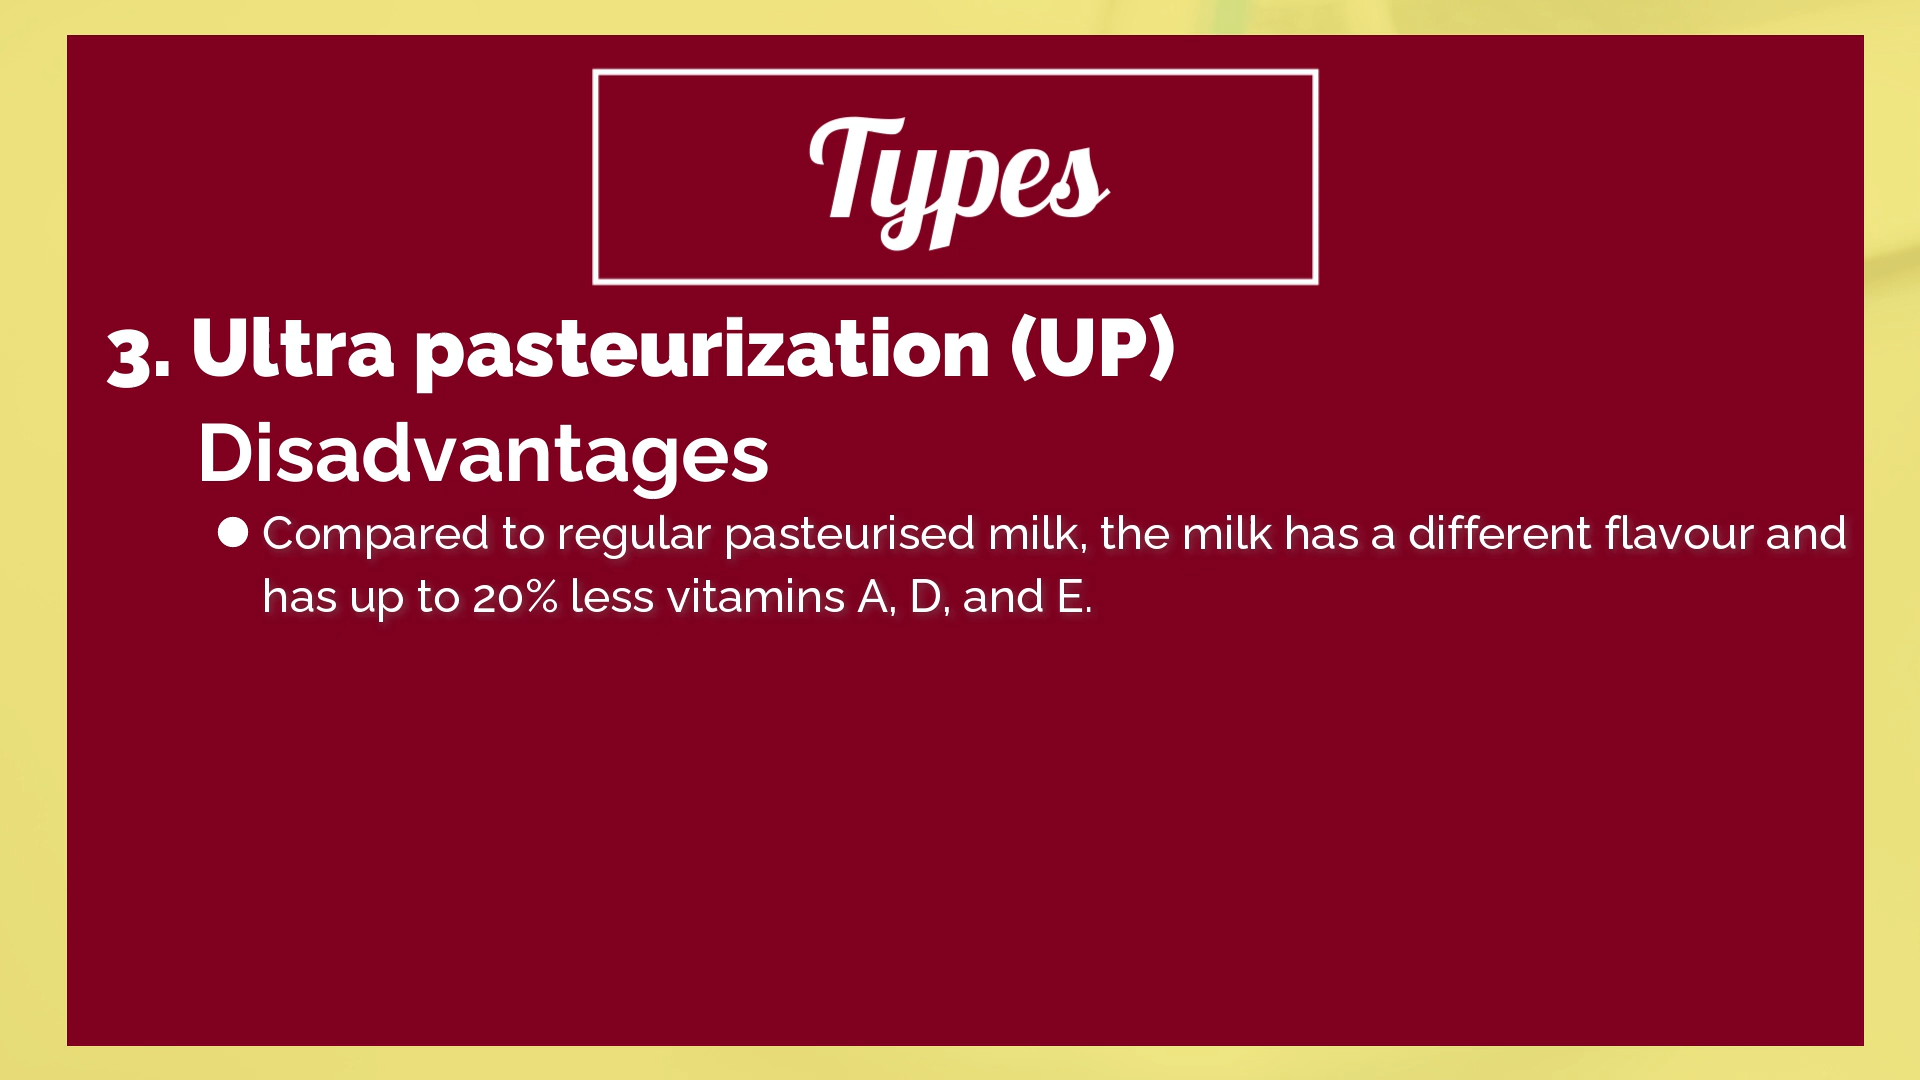 Types
3. Ultra pasteurization (UP)
Disadvantages
● Compared to regular pasteurised milk, the milk has a different flavour and
has up to 20% less vitamins A, D, and E.